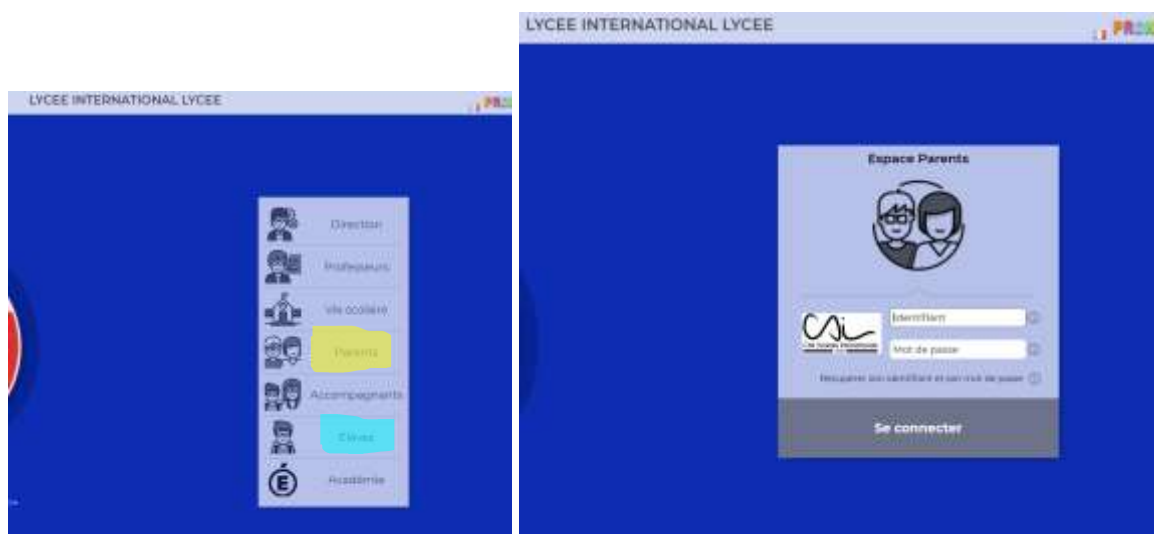 LYCEE INTERNATIONAL LYCEE
Direction
Professeurs
Vie scolaire
Parents
Accompagnants
Elèves
Académie
LYCEE INTERNATIONAL LYCEE
Espace Parents
Identifiant
Mot de passe
Récupérer son identifiant et son mot de passe
Se connecter